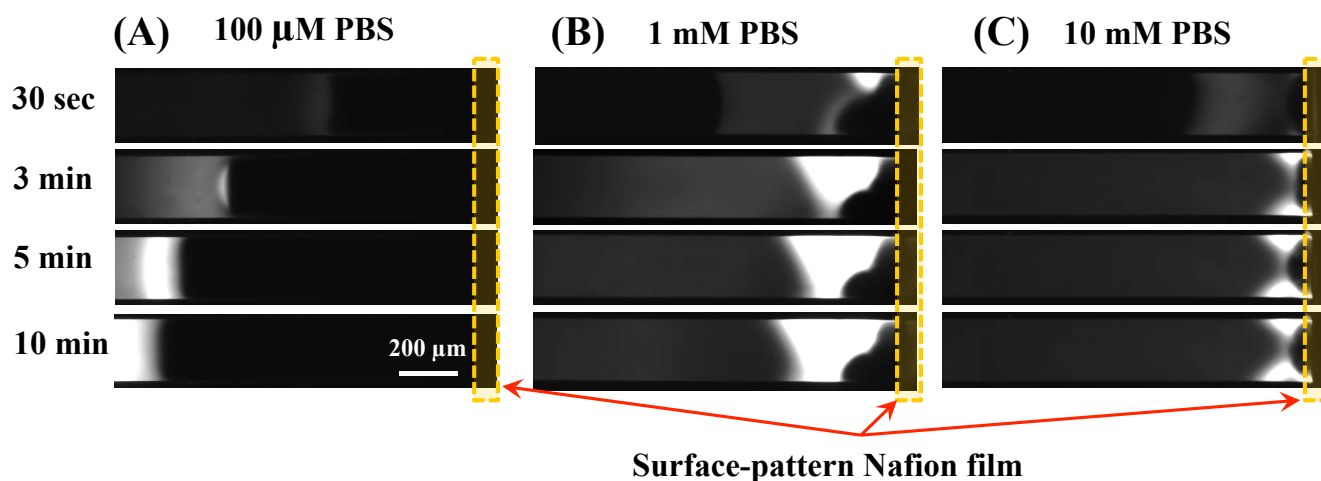 (A) 100 µM PBS
(B) 1 mM PBS
(C) 10 mM PBS
30 sec
3 min
5 min
10 min
200 µm
Surface-pattern Nafion film